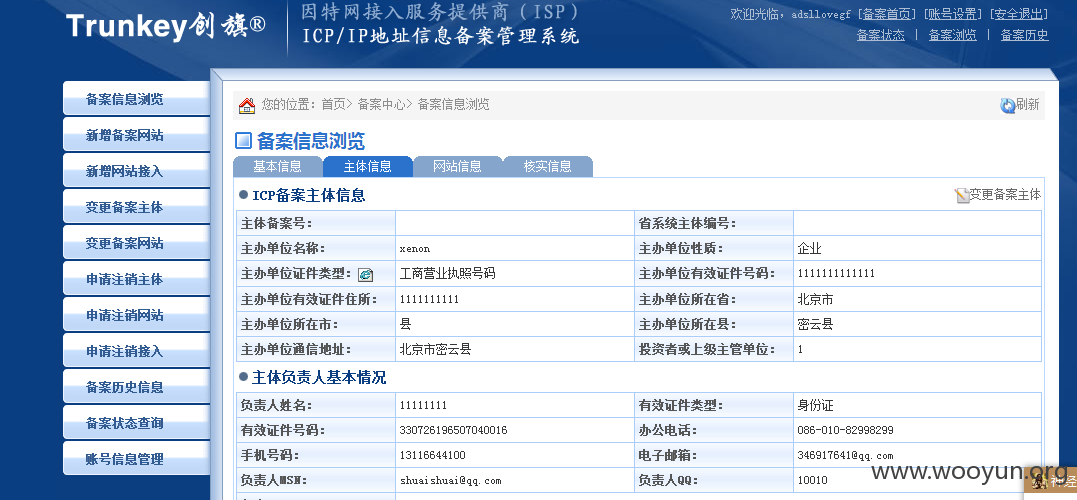 Trunkey创旗®
因特网接入服务提供商（ISP）
ICP/IP地址信息备案管理系统
欢迎光临，adsllovegf [备案首页] [账号设置] [安全退出]
备案状态 | 备案浏览 | 备案历史
备案信息浏览
新增备案网站
新增网站接入
变更备案主体
变更备案网站
申请注销主体
申请注销网站
申请注销接入
备案历史信息
备案状态查询
账号信息管理
您的位置：首页> 备案中心> 备案信息浏览
刷新
备案信息浏览
基本信息 主体信息 网站信息 核实信息
ICP备案主体信息
变更备案主体
主体备案号： 省系统主体编号：
主办单位名称： xenon 主办单位性质： 企业
主办单位证件类型： 工商营业执照号码 主办单位有效证件号码： 1111111111111
主办单位有效证件住所： 1111111111 主办单位所在省： 北京市
主办单位所在市： 县 主办单位所在县： 密云县
主办单位通信地址： 北京市密云县 投资者或上级主管单位： 1
主体负责人基本情况
负责人姓名： 11111111 有效证件类型： 身份证
有效证件号码： 330726196507040016 办公电话： 086-010-82998299
手机号码： 13116644100 电子邮箱： 346917641@qq.com
负责人MSN： shuaishuai@qq.com 负责人QQ： 10010
www.wooyun.org